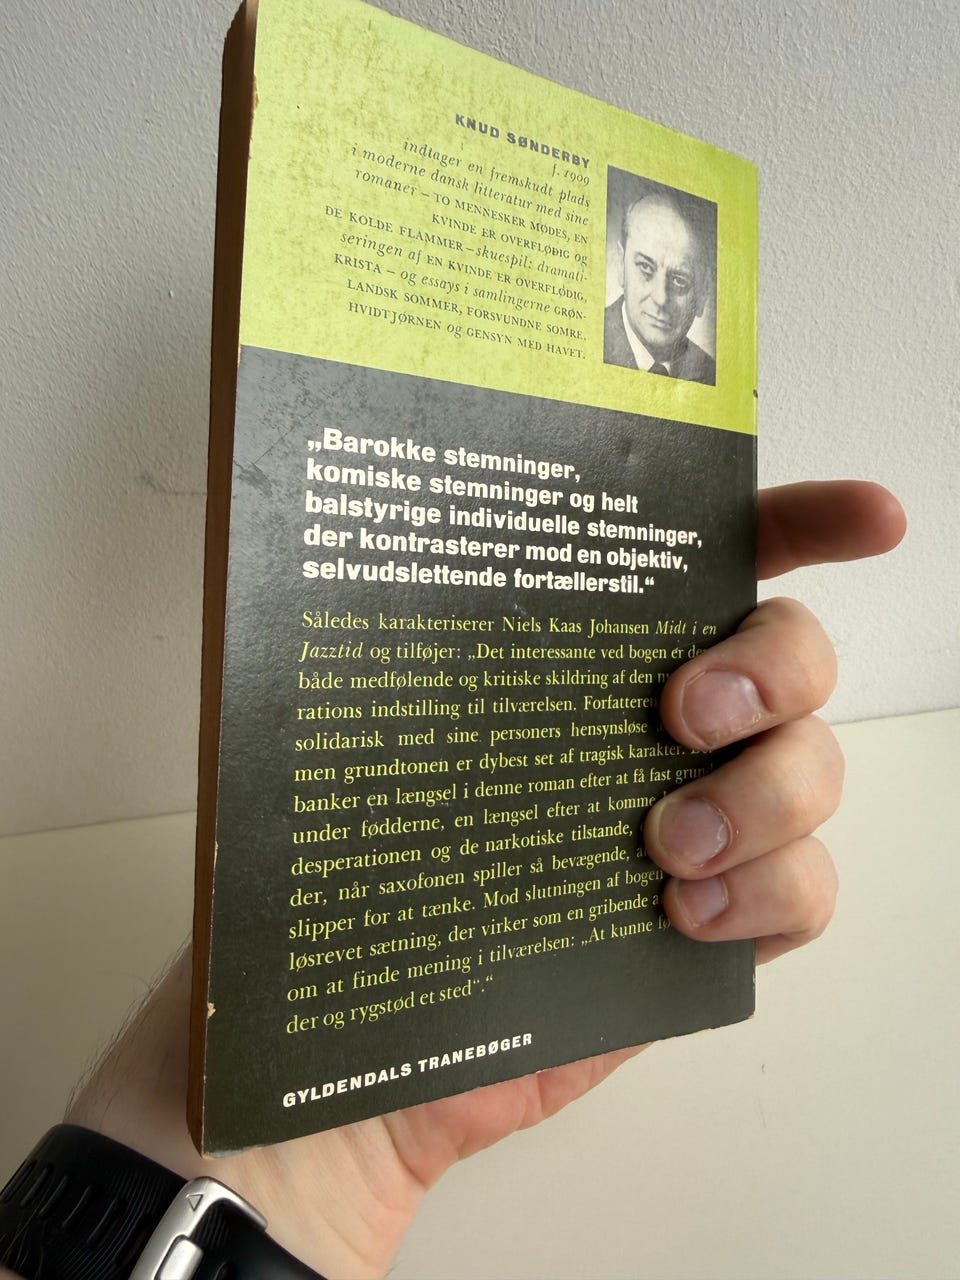 KNUD SØNDERBY
f. 1909
indtager en fremskudt plads
i moderne dansk litteratur med sine
romaner – TO MENNESKER MØDES, EN
KVINDE ER OVERFLØDIG og
DE KOLDE FLAMMER – skuespil: dramati-
seringen af EN KVINDE ER OVERFLØDIG,
KRISTA – og essays i samlingerne GRØN-
LANDSK SOMMER, FORSVUNDNE SOMRE,
HVIDTJØRNEN og GENSYN MED HAVET.
„Barokke stemninger,
komiske stemninger og helt
balstyrige individuelle stemninger,
der kontrasterer mod en objektiv,
selvudslettende fortællerstil.“
Således karakteriserer Niels Kaas Johansen Midt i en
Jazztid og tilføjer: „Det interessante ved bogen er
både medfølende og kritiske skildring af den
rations indstilling til tilværelsen. Forfatteren
solidarisk med sine personers hensynsløse
men grundtonen er dybest set af tragisk karakter.
banker en længsel i denne roman efter at få fast
under fødderne, en længsel efter at komme
desperationen og de narkotiske tilstande,
der, når saxofonen spiller så bevægende,
slipper for at tænke. Mod slutningen af bogen
løsrevet sætning, der virker som en gribende
om at finde mening i tilværelsen: „At kunne
der og rygstød et sted“.“
GYLDENDALS TRANEBØGER